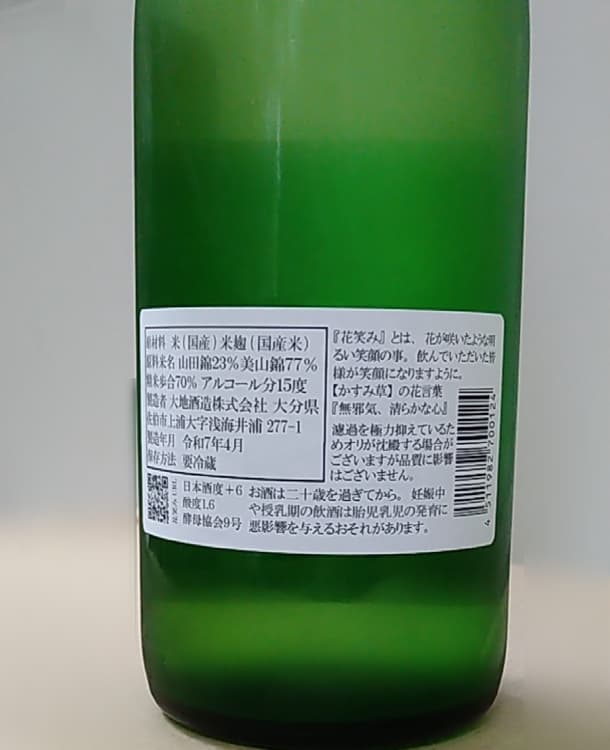 原材料 米(国産)米麹(国産米)
原料米名 山田錦23%美山錦77%
精米歩合70% アルコール分15度
製造者 大地酒造株式会社 大分県
佐伯市上浦大字浅海井浦 277-1
製造年月 令和7年4月
保存方法 要冷蔵
『花笑み』とは、花が咲いたような明
るい笑顔の事。飲んでいただいた皆
様が笑顔になりますように。
【かすみ草】の花言葉
『無邪気、清らかな心』
濾過を極力抑えているた
めオリが沈殿する場合が
ございますが品質に影響
はございません。
4511982700124
日本酒度+6
酸度1.6
酵母協会9号
お酒は二十歳を過ぎてから。妊娠中
や授乳期の飲酒は胎児乳児の発育に
悪影響を与えるおそれがあります。